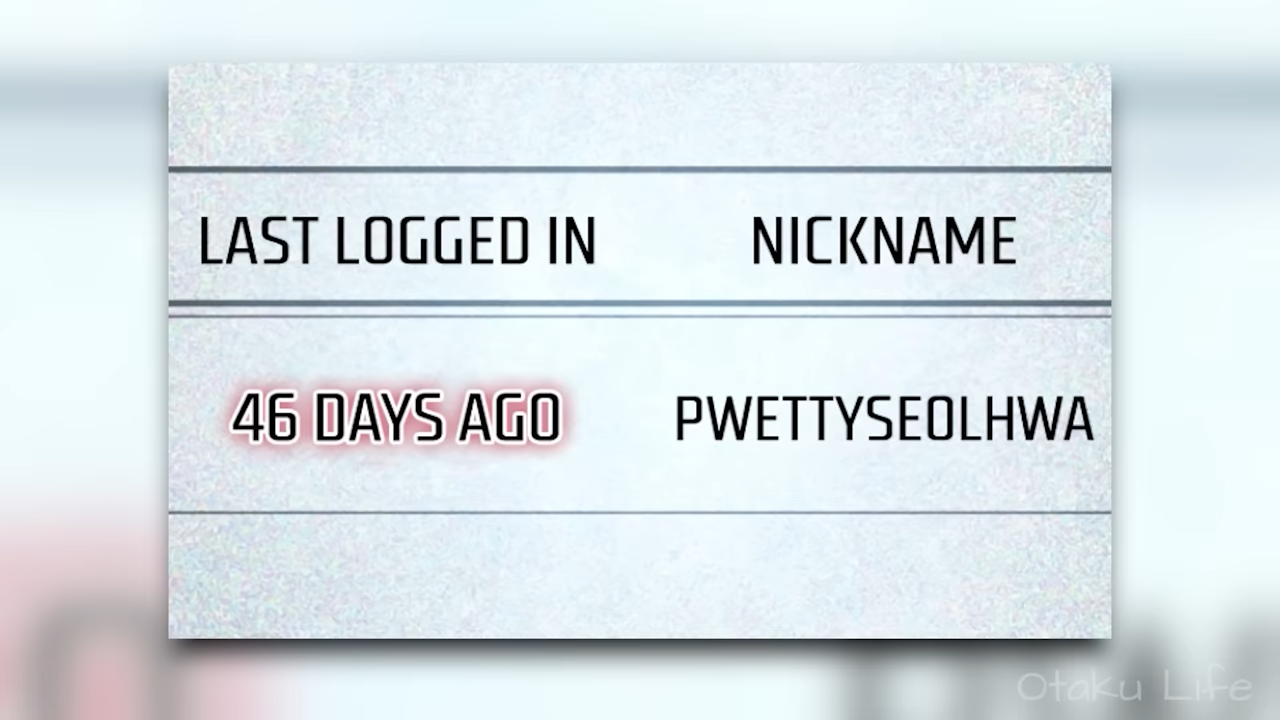 LAST LOGGED IN NICKNAME
46 DAYS AGO PWETTYSEOLHWA
Otaku Life